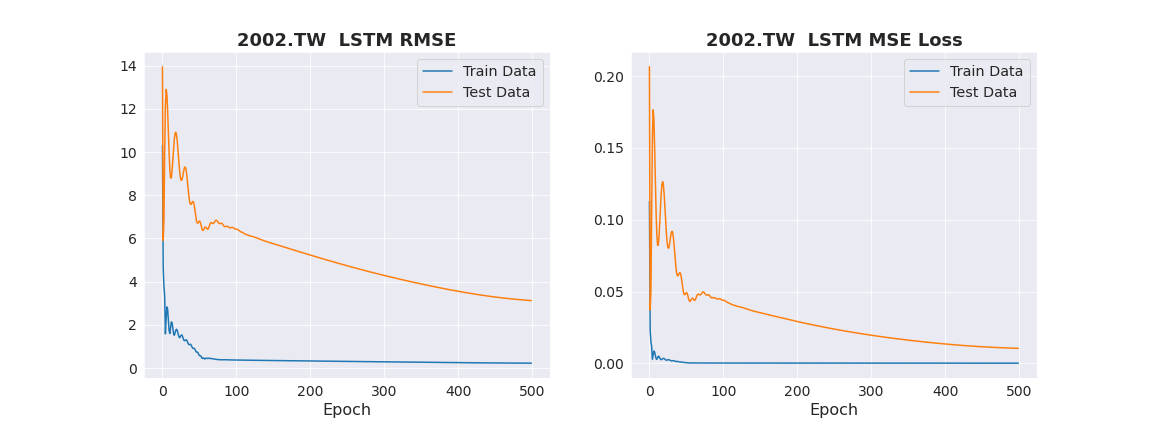 2002.TW  LSTM RMSE
Train Data
Test Data
14
12
10
8
6
4
2
0
0 100 200 300 400 500
Epoch
2002.TW  LSTM MSE Loss
Train Data
Test Data
0.20
0.15
0.10
0.05
0.00
0 100 200 300 400 500
Epoch